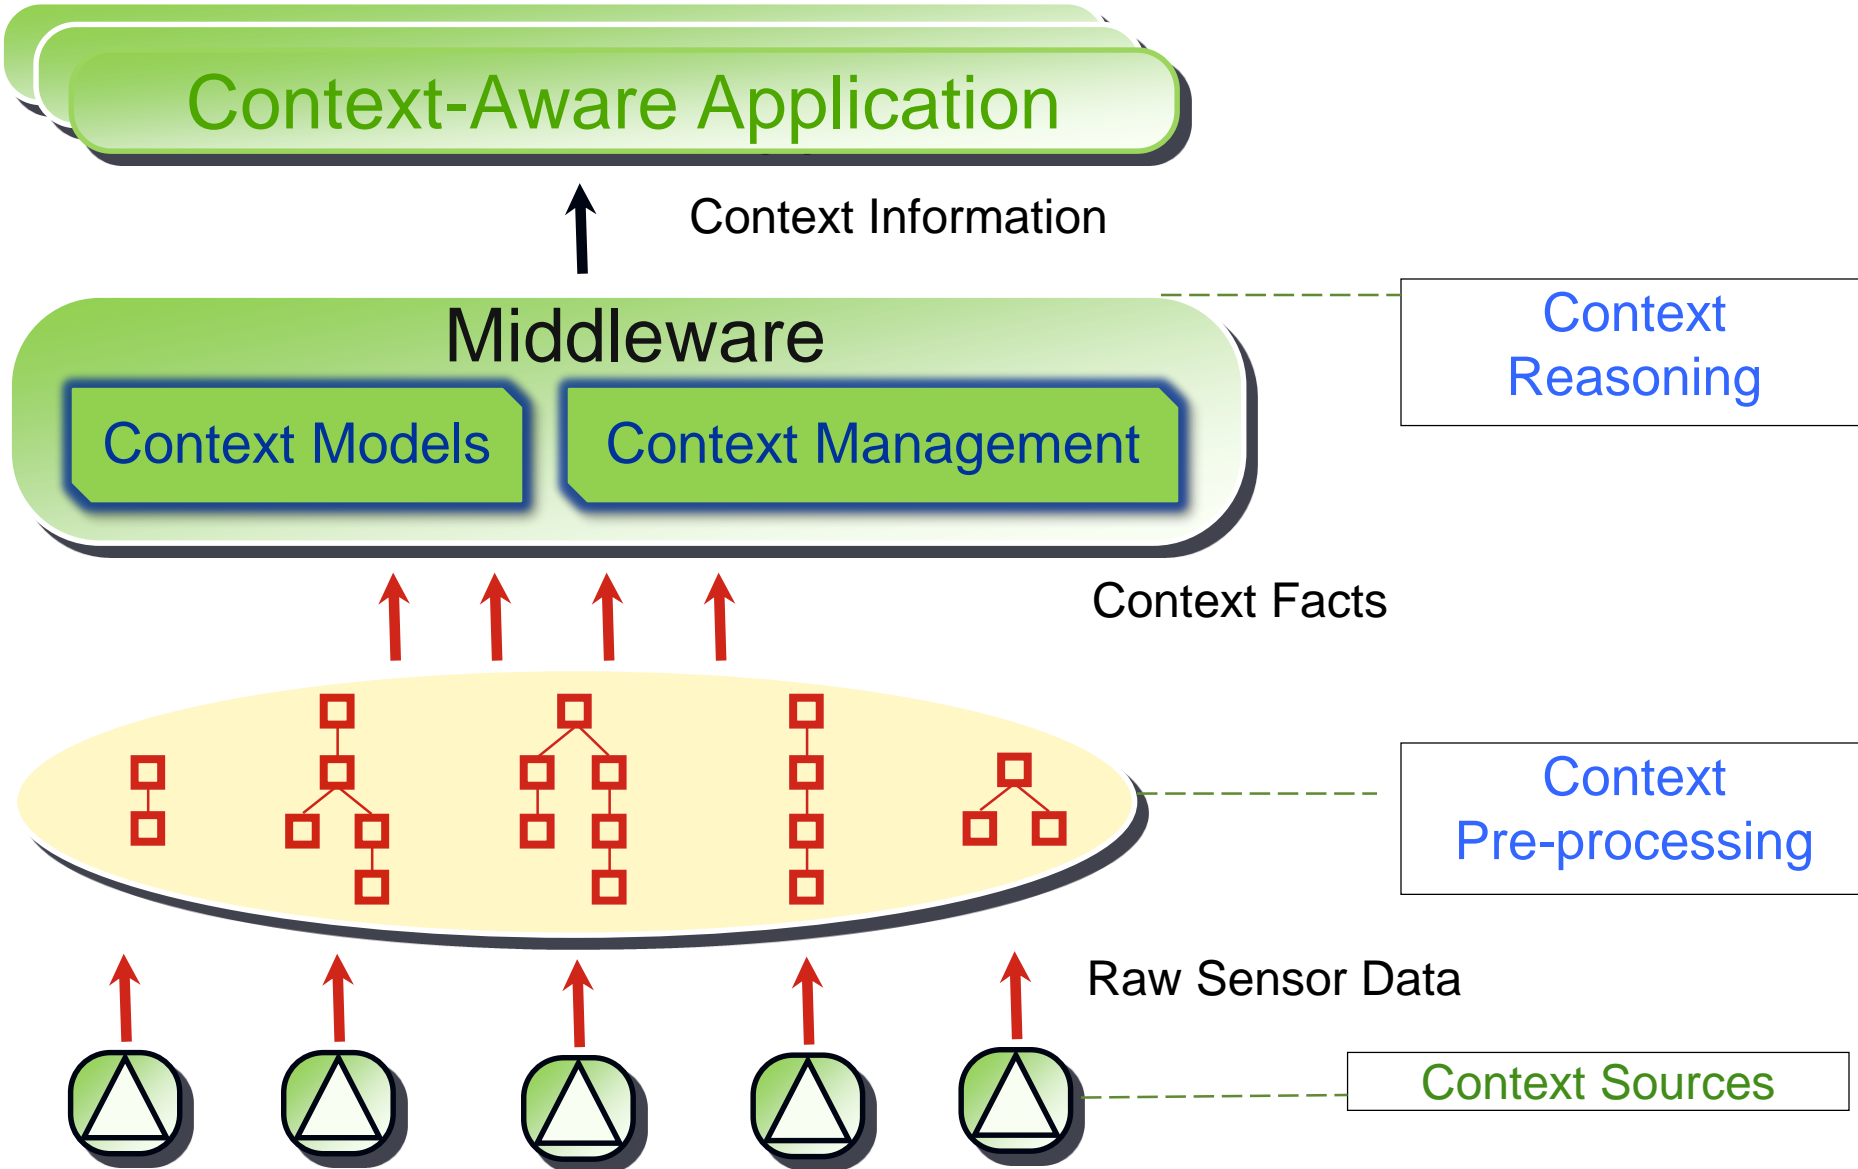 Context-Aware Application
Context Information
Middleware
Context
Reasoning
Context Models
Context Management
Context Facts
Context
Pre-processing
Raw Sensor Data
Context Sources